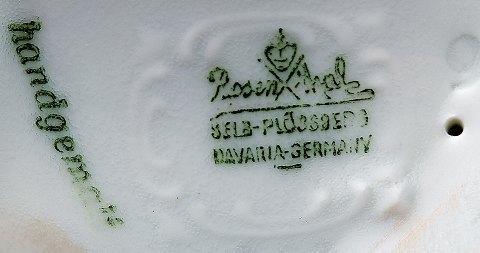 handgemalt
Rosenthal
SELB-PLÖSSBERG
BAVARIA-GERMANY